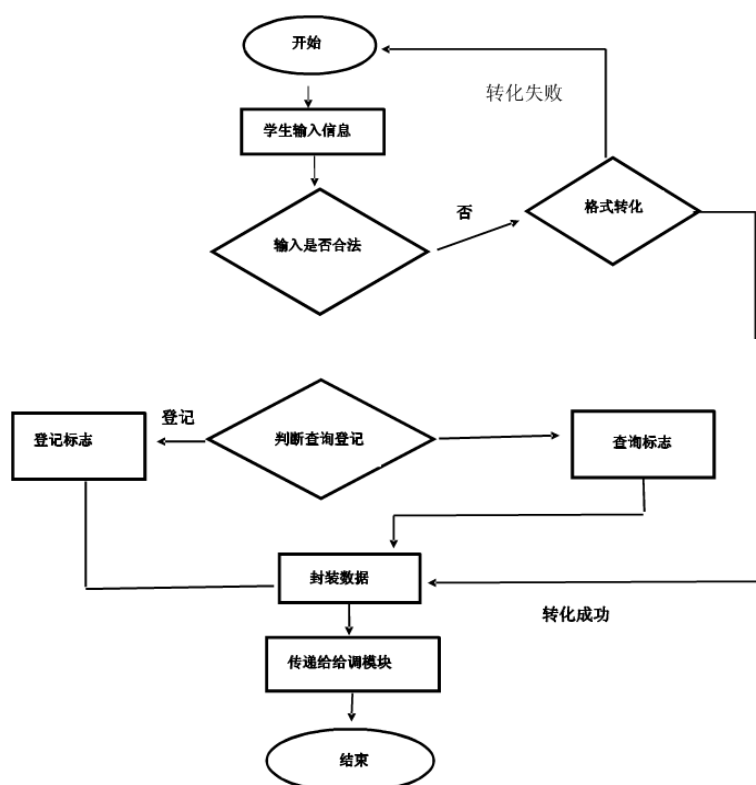 开始
转化失败
学生输入信息
否
格式转化
输入是否合法
登记
登记标志
判断查询登记
查询标志
封装数据
转化成功
传递给给调模块
结束